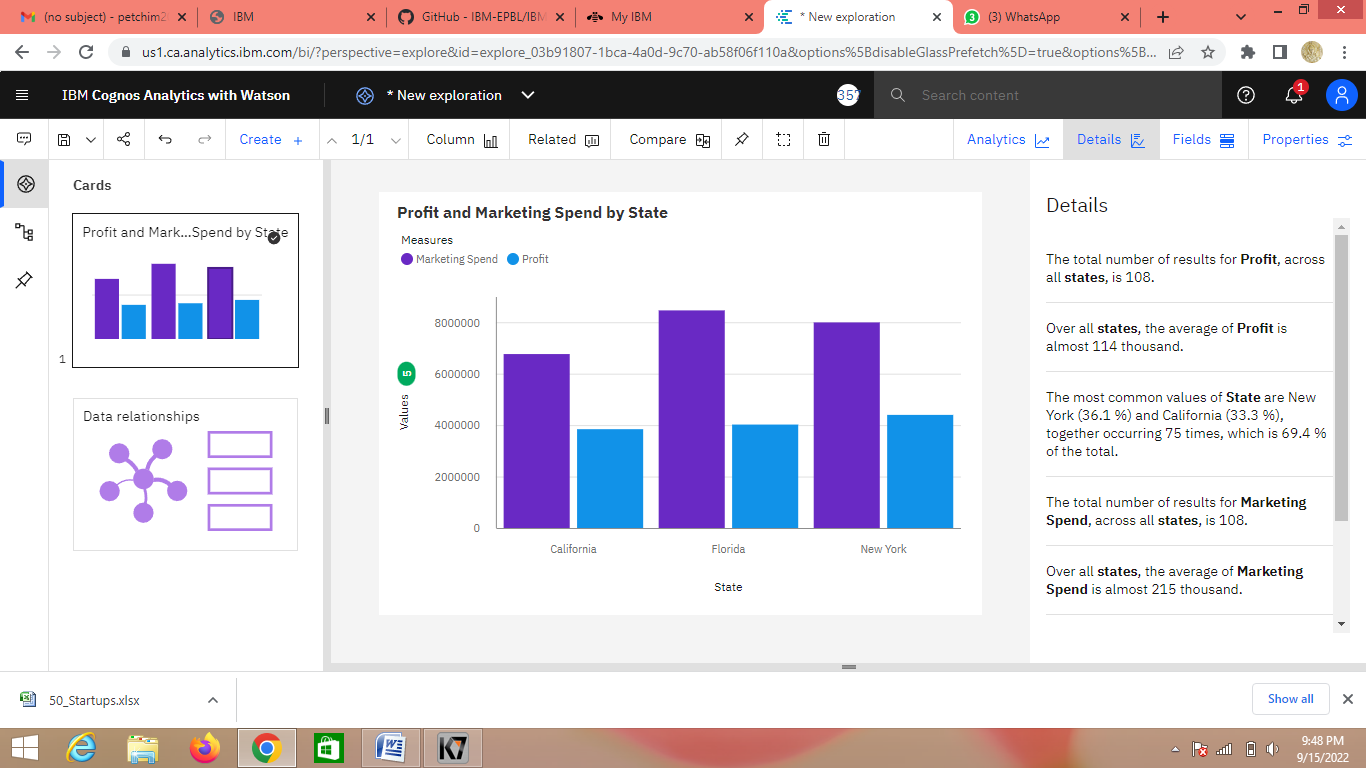 (no subject) - petchim2
IBM
GitHub - IBM-EPBL/IBM
My IBM
* New exploration
(3) WhatsApp
us1.ca.analytics.ibm.com/bi/?perspective=explore&id=explore_03b91807-1bca-4a0d-9c70-ab58f06f110a&options%5BdisableGlassPrefetch%5D=true&options%5B...
IBM Cognos Analytics with Watson
* New exploration
357
Search content
1
Create +
1/1
Column
Related
Compare
Analytics
Details
Fields
Properties
Cards
Profit and Mark...Spend by State
1
Data relationships
Profit and Marketing Spend by State
Measures
Marketing Spend
Profit
8000000
6000000
4000000
2000000
0
5
Values
California
Florida
New York
State
Details
The total number of results for Profit, across
all states, is 108.
Over all states, the average of Profit is
almost 114 thousand.
The most common values of State are New
York (36.1 %) and California (33.3 %),
together occurring 75 times, which is 69.4 %
of the total.
The total number of results for Marketing
Spend, across all states, is 108.
Over all states, the average of Marketing
Spend is almost 215 thousand.
50_Startups.xlsx
Show all
K7
9:48 PM
9/15/2022